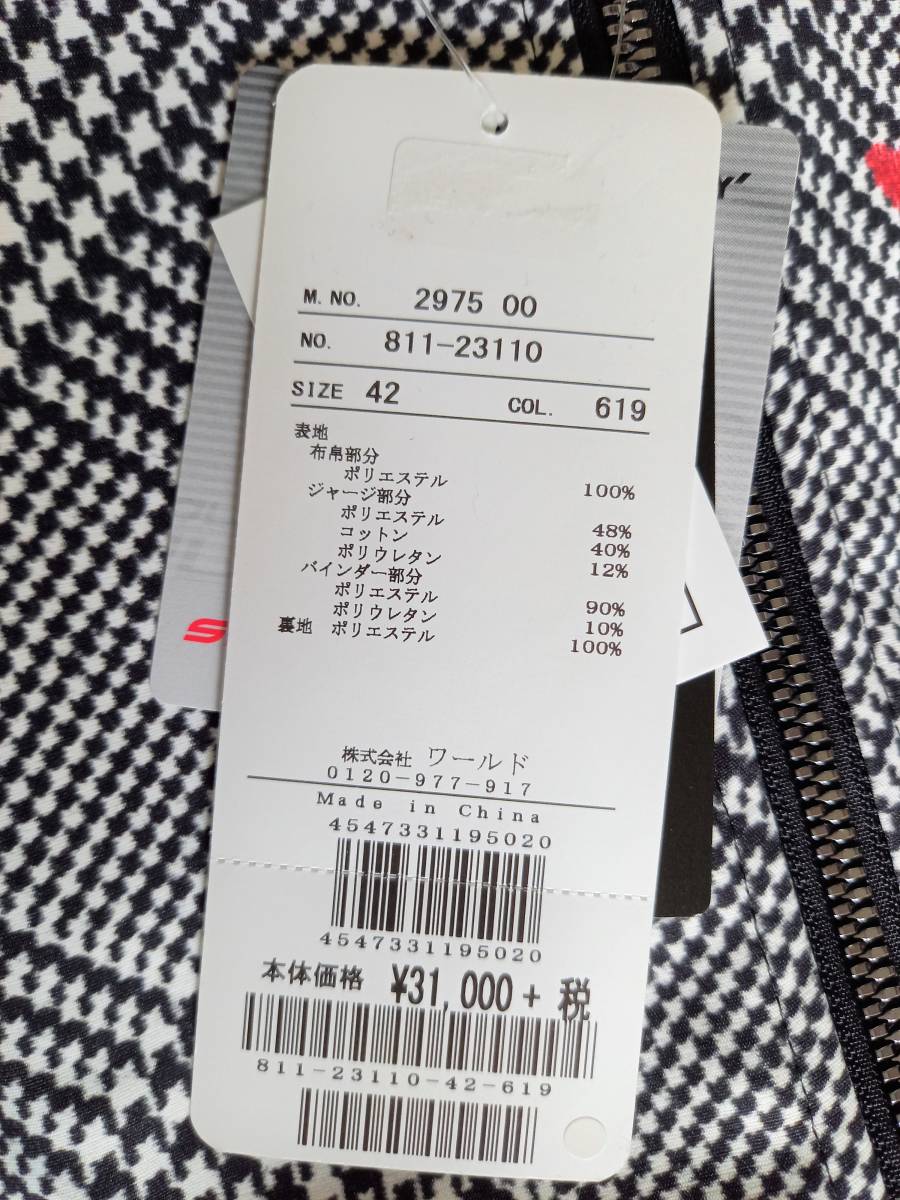 M. NO. 2975 00
NO. 811-23110
SIZE 42 COL. 619
表地
布帛部分
ポリエステル 100%
ジャージ部分
ポリエステル 48%
コットン 40%
ポリウレタン 12%
バインダー部分
ポリエステル 90%
ポリウレタン 10%
裏地 ポリエステル 100%
株式会社 ワールド
0120-977-917
Made in China
4547331195020
4547331195020
本体価格 ¥31,000+ 税
811-23110-42-619